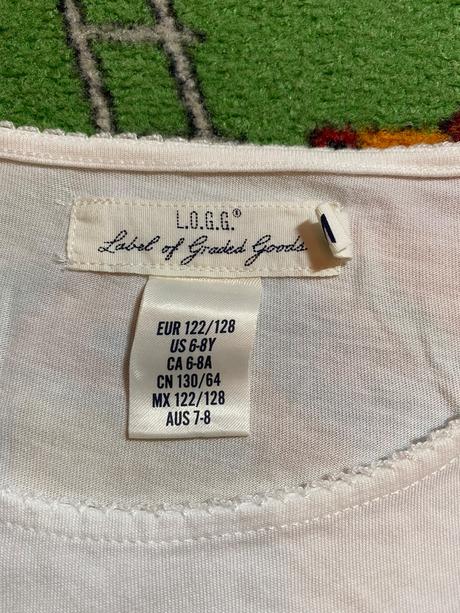 L.O.G.G.®
Label of Graded Goods
EUR 122/128
US 6-8Y
CA 6-8A
CN 130/64
MX 122/128
AUS 7-8